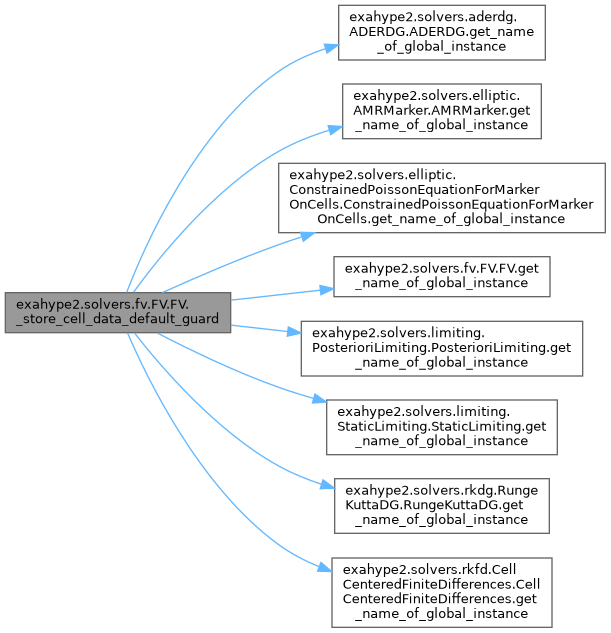 exahype2.solvers.aderdg.
ADERDG.ADERDG.get_name
_of_global_instance
exahype2.solvers.elliptic.
AMRMarker.AMRMarker.get
_name_of_global_instance
exahype2.solvers.elliptic.
ConstrainedPoissonEquationForMarker
OnCells.ConstrainedPoissonEquationForMarker
OnCells.get_name_of_global_instance
exahype2.solvers.fv.FV.FV.get
_name_of_global_instance
exahype2.solvers.fv.FV.FV.
_store_cell_data_default_guard
exahype2.solvers.limiting.
PosterioriLimiting.PosterioriLimiting.get
_name_of_global_instance
exahype2.solvers.limiting.
StaticLimiting.StaticLimiting.get
_name_of_global_instance
exahype2.solvers.rkdg.Runge
KuttaDG.RungeKuttaDG.get
_name_of_global_instance
exahype2.solvers.rkfd.Cell
CenteredFiniteDifferences.Cell
CenteredFiniteDifferences.get
_name_of_global_instance